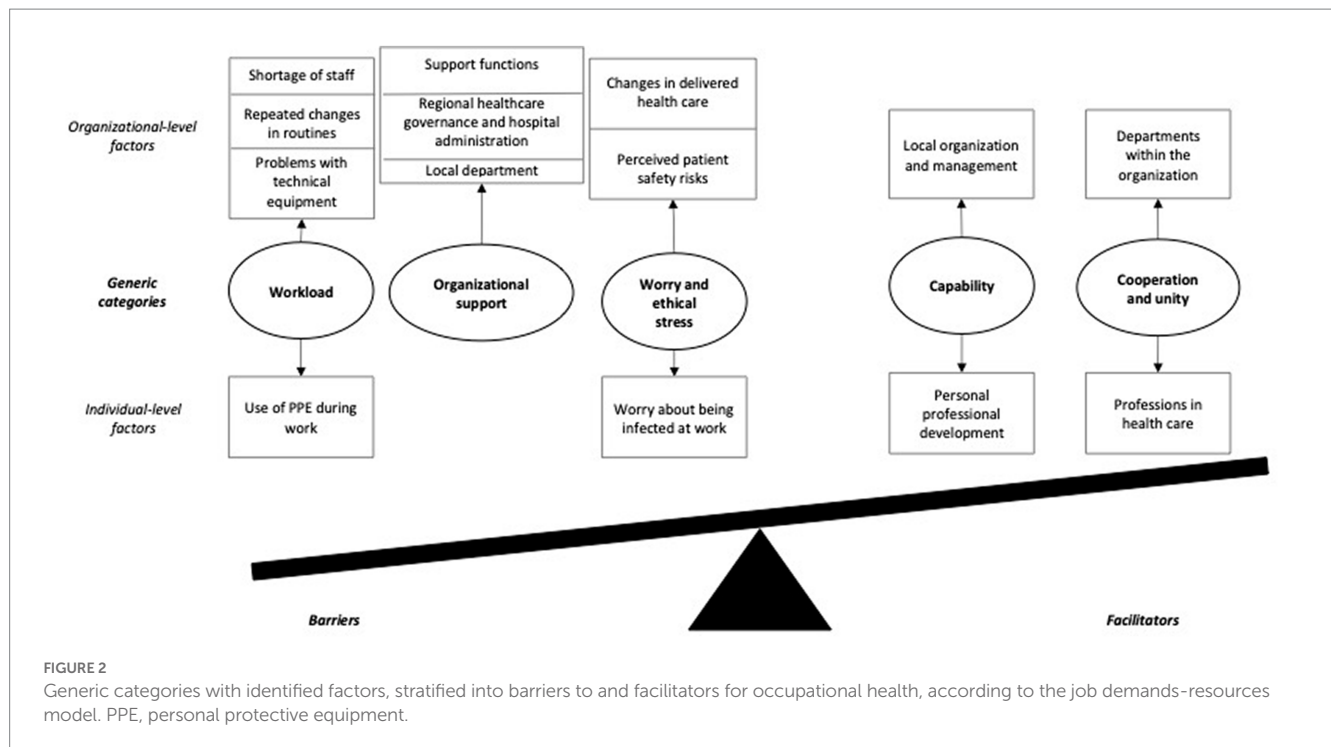 Shortage of staff
Repeated changes
in routines
Problems with
technical
equipment
Support functions
Regional healthcare
governance and hospital
administration
Local department
Changes in delivered
health care
Perceived patient
safety risks
Organizational-level
factors
Local organization
and management
Departments
within the
organization
Generic
categories
Workload
Organizational
support
Worry and
ethical
stress
Capability
Cooperation
and unity
Individual-level
factors
Use of PPE during
work
Worry about being
infected at work
Personal
professional
development
Professions in
health care
Barriers
Facilitators
FIGURE 2
Generic categories with identified factors, stratified into barriers to and facilitators for occupational health, according to the job demands-resources
model. PPE, personal protective equipment.